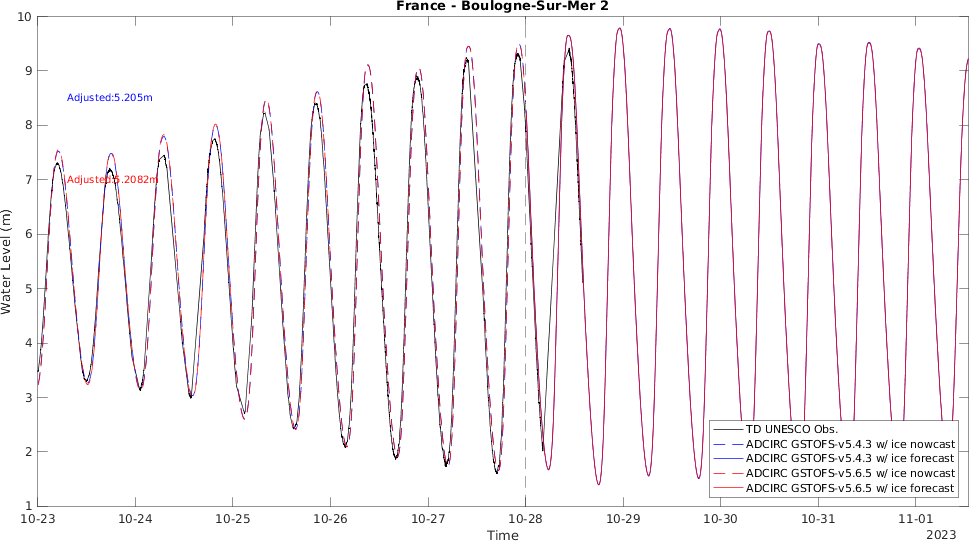 France - Boulogne-Sur-Mer 2
10
9
8
7
6
5
4
3
2
1
Water Level (m)
Adjusted:5.205m
Adjusted:5.2082m
TD UNESCO Obs.
ADCIRC GSTOFS-v5.4.3 w/ ice nowcast
ADCIRC GSTOFS-v5.4.3 w/ ice forecast
ADCIRC GSTOFS-v5.6.5 w/ ice nowcast
ADCIRC GSTOFS-v5.6.5 w/ ice forecast
10-23 10-24 10-25 10-26 10-27 10-28 10-29 10-30 10-31 11-01
Time
2023